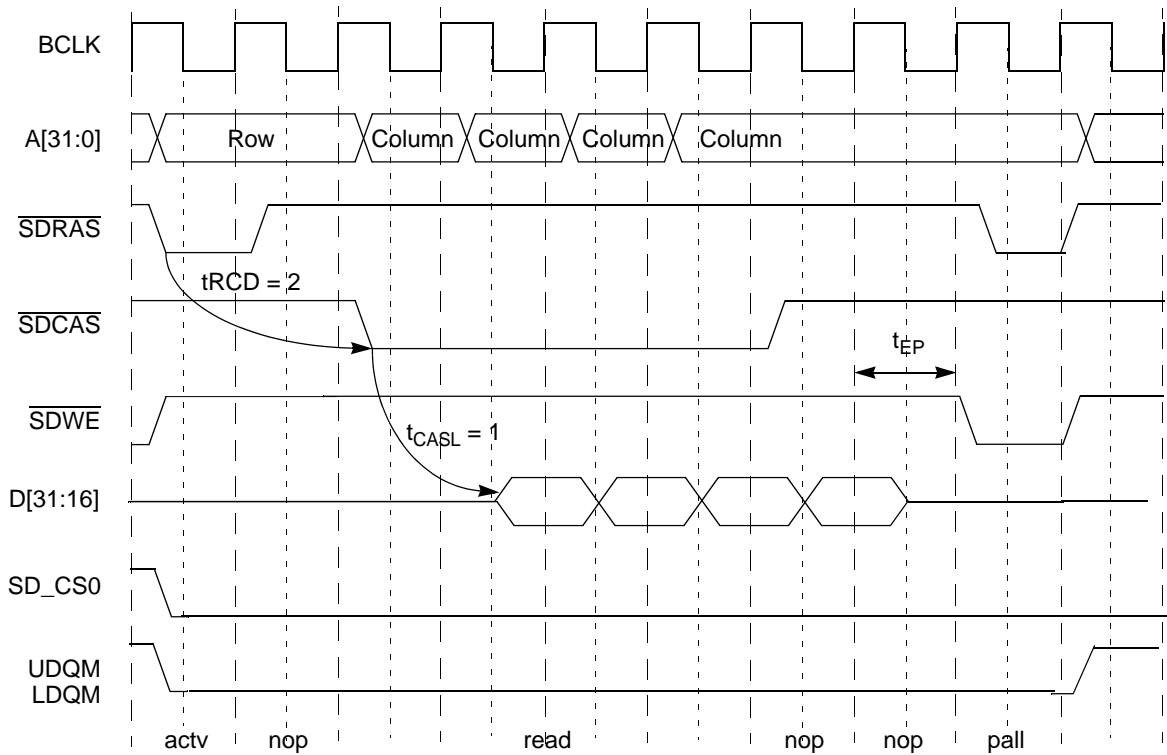 BCLK
A[31:0]
Row
Column
Column
Column
Column
SDRAS
tRCD = 2
SDCAS
tEP
SDWE
tCASL = 1
D[31:16]
SD_CS0
UDQM
LDQM
actv
nop
read
nop
nop
pall